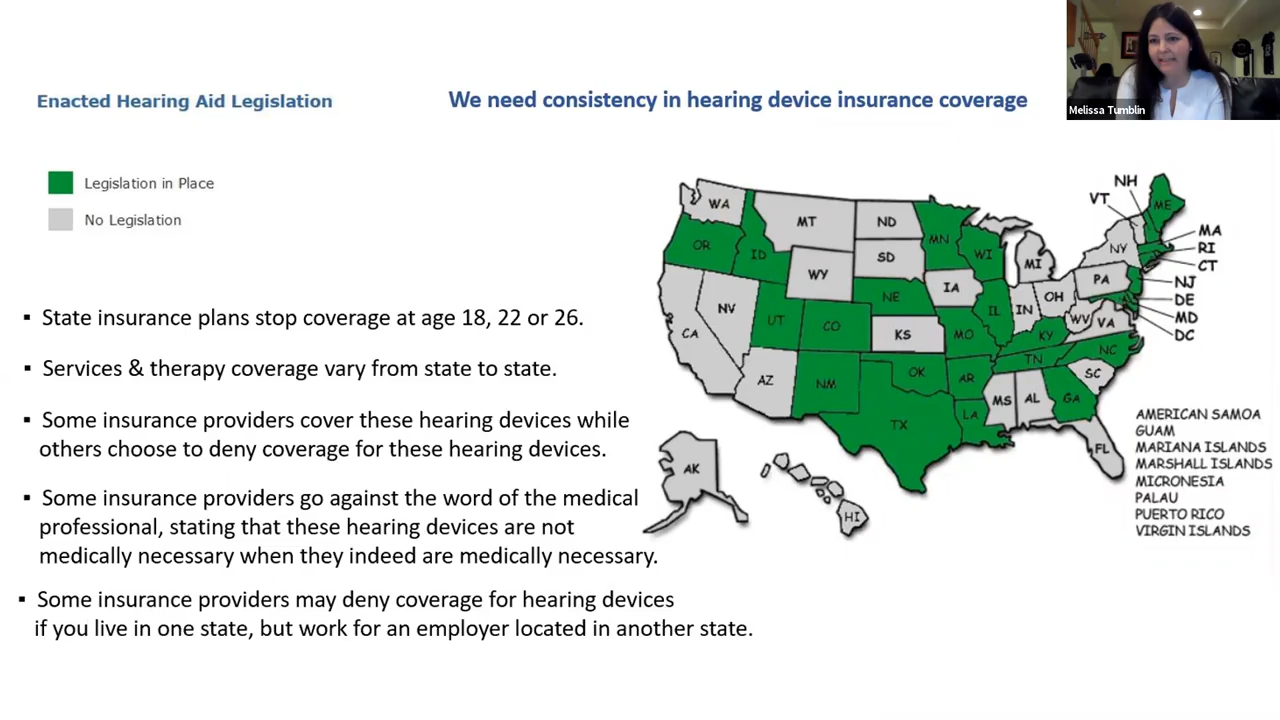 Melissa Tumblin
Enacted Hearing Aid Legislation
We need consistency in hearing device insurance coverage
Legislation in Place
No Legislation
▪ State insurance plans stop coverage at age 18, 22 or 26.
▪ Services & therapy coverage vary from state to state.
▪ Some insurance providers cover these hearing devices while
others choose to deny coverage for these hearing devices.
▪ Some insurance providers go against the word of the medical
professional, stating that these hearing devices are not
medically necessary when they indeed are medically necessary.
▪ Some insurance providers may deny coverage for hearing devices
if you live in one state, but work for an employer located in another state.
WA
MT
ND
MN
OR
ID
WY
SD
WI
MI
NY
VT
NH
ME
MA
RI
CT
NJ
DE
MD
DC
CA
NV
UT
CO
NE
IA
IL
IN
OH
PA
WV
VA
KS
MO
KY
NC
TN
SC
AZ
NM
OK
AR
MS
AL
GA
TX
LA
FL
AK
HI
AMERICAN SAMOA
GUAM
MARIANA ISLANDS
MARSHALL ISLANDS
MICRONESIA
PALAU
PUERTO RICO
VIRGIN ISLANDS